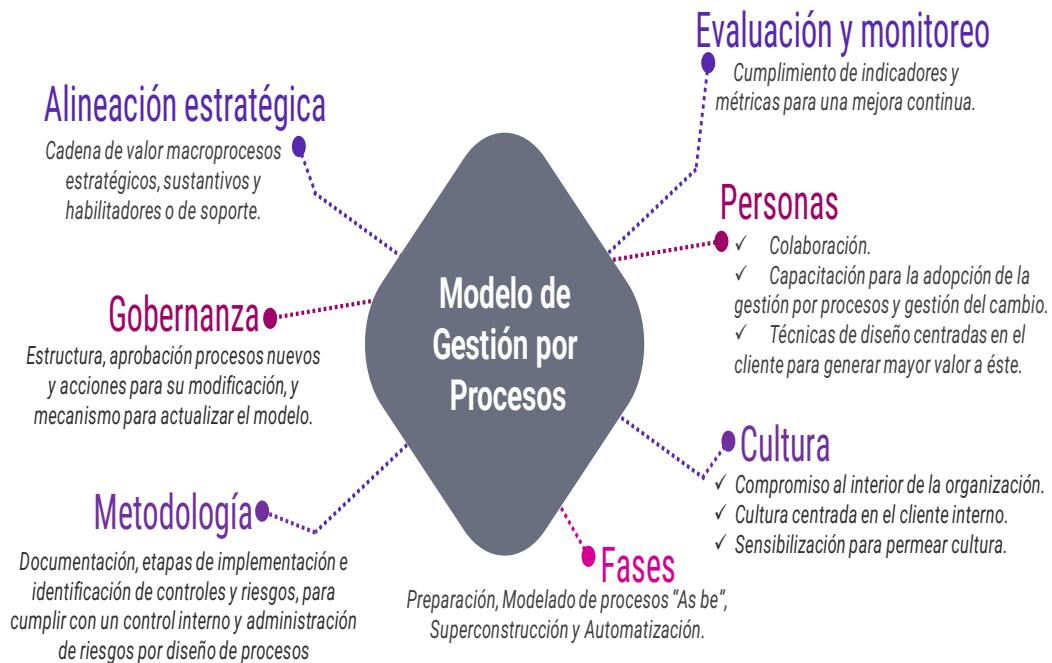 Evaluación y monitoreo
Cumplimiento de indicadores y
métricas para una mejora continua.
Alineación estratégica
Cadena de valor macroprocesos
estratégicos, sustantivos y
habilitadores o de soporte.
Personas
✓ Colaboración.
✓ Capacitación para la adopción de la
gestión por procesos y gestión del cambio.
✓ Técnicas de diseño centradas en el
cliente para generar mayor valor a éste.
Modelo de
Gestión por
Procesos
Gobernanza
Estructura, aprobación procesos nuevos
y acciones para su modificación, y
mecanismo para actualizar el modelo.
Cultura
✓ Compromiso al interior de la organización.
✓ Cultura centrada en el cliente interno.
✓ Sensibilización para permear cultura.
Metodología
Documentación, etapas de implementación e
identificación de controles y riesgos, para
cumplir con un control interno y administración
de riesgos por diseño de procesos
Fases
Preparación, Modelado de procesos "As be",
Superconstrucción y Automatización.